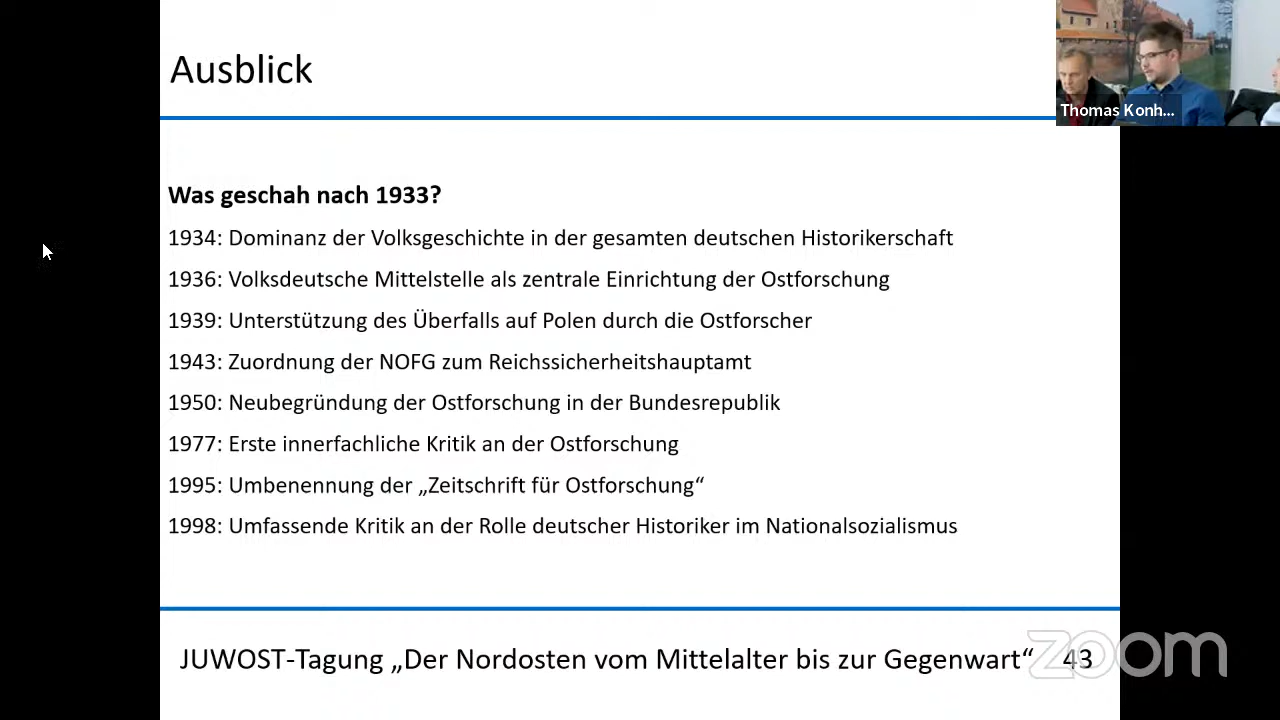 Ausblick
Thomas Konh...
Was geschah nach 1933?
1934: Dominanz der Volksgeschichte in der gesamten deutschen Historikerschaft
1936: Volksdeutsche Mittelstelle als zentrale Einrichtung der Ostforschung
1939: Unterstützung des Überfalls auf Polen durch die Ostforscher
1943: Zuordnung der NOFG zum Reichssicherheitshauptamt
1950: Neubegründung der Ostforschung in der Bundesrepublik
1977: Erste innerfachliche Kritik an der Ostforschung
1995: Umbenennung der „Zeitschrift für Ostforschung“
1998: Umfassende Kritik an der Rolle deutscher Historiker im Nationalsozialismus
JUWOST-Tagung „Der Nordosten vom Mittelalter bis zur Gegenwart“ 43
zoom